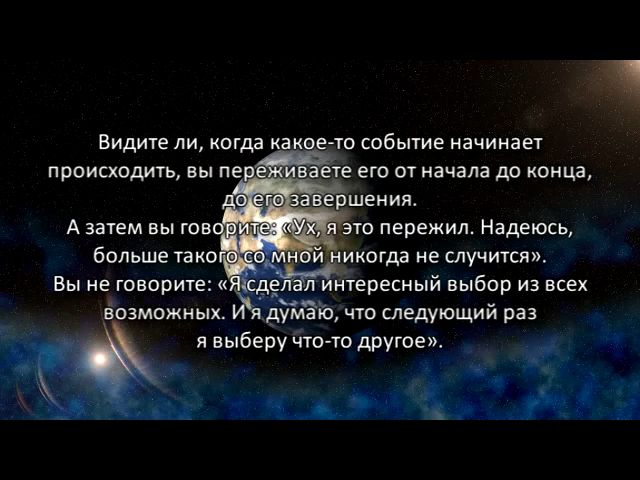 Видите ли, когда какое-то событие начинает
происходить, вы переживаете его от начала до конца,
до его завершения.
А затем вы говорите: «Ух, я это пережил. Надеюсь,
больше такого со мной никогда не случится».
Вы не говорите: «Я сделал интересный выбор из всех
возможных. И я думаю, что следующий раз
я выберу что-то другое».